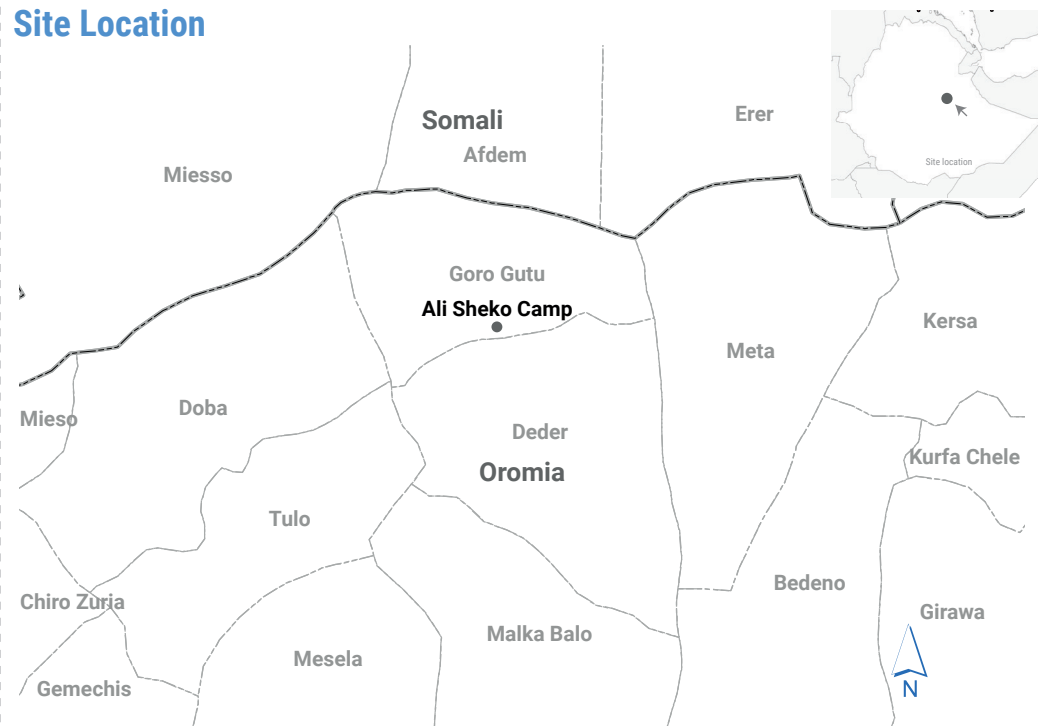 Site Location
Somali
Erer
Afdem
Miesso
Site location
Goro Gutu
Ali Sheko Camp
Kersa
Meta
Doba
Mieso
Deder
Kurfa Chele
Oromia
Tulo
Bedeno
Chiro Zuria
Girawa
Malka Balo
Mesela
Gemechis
N